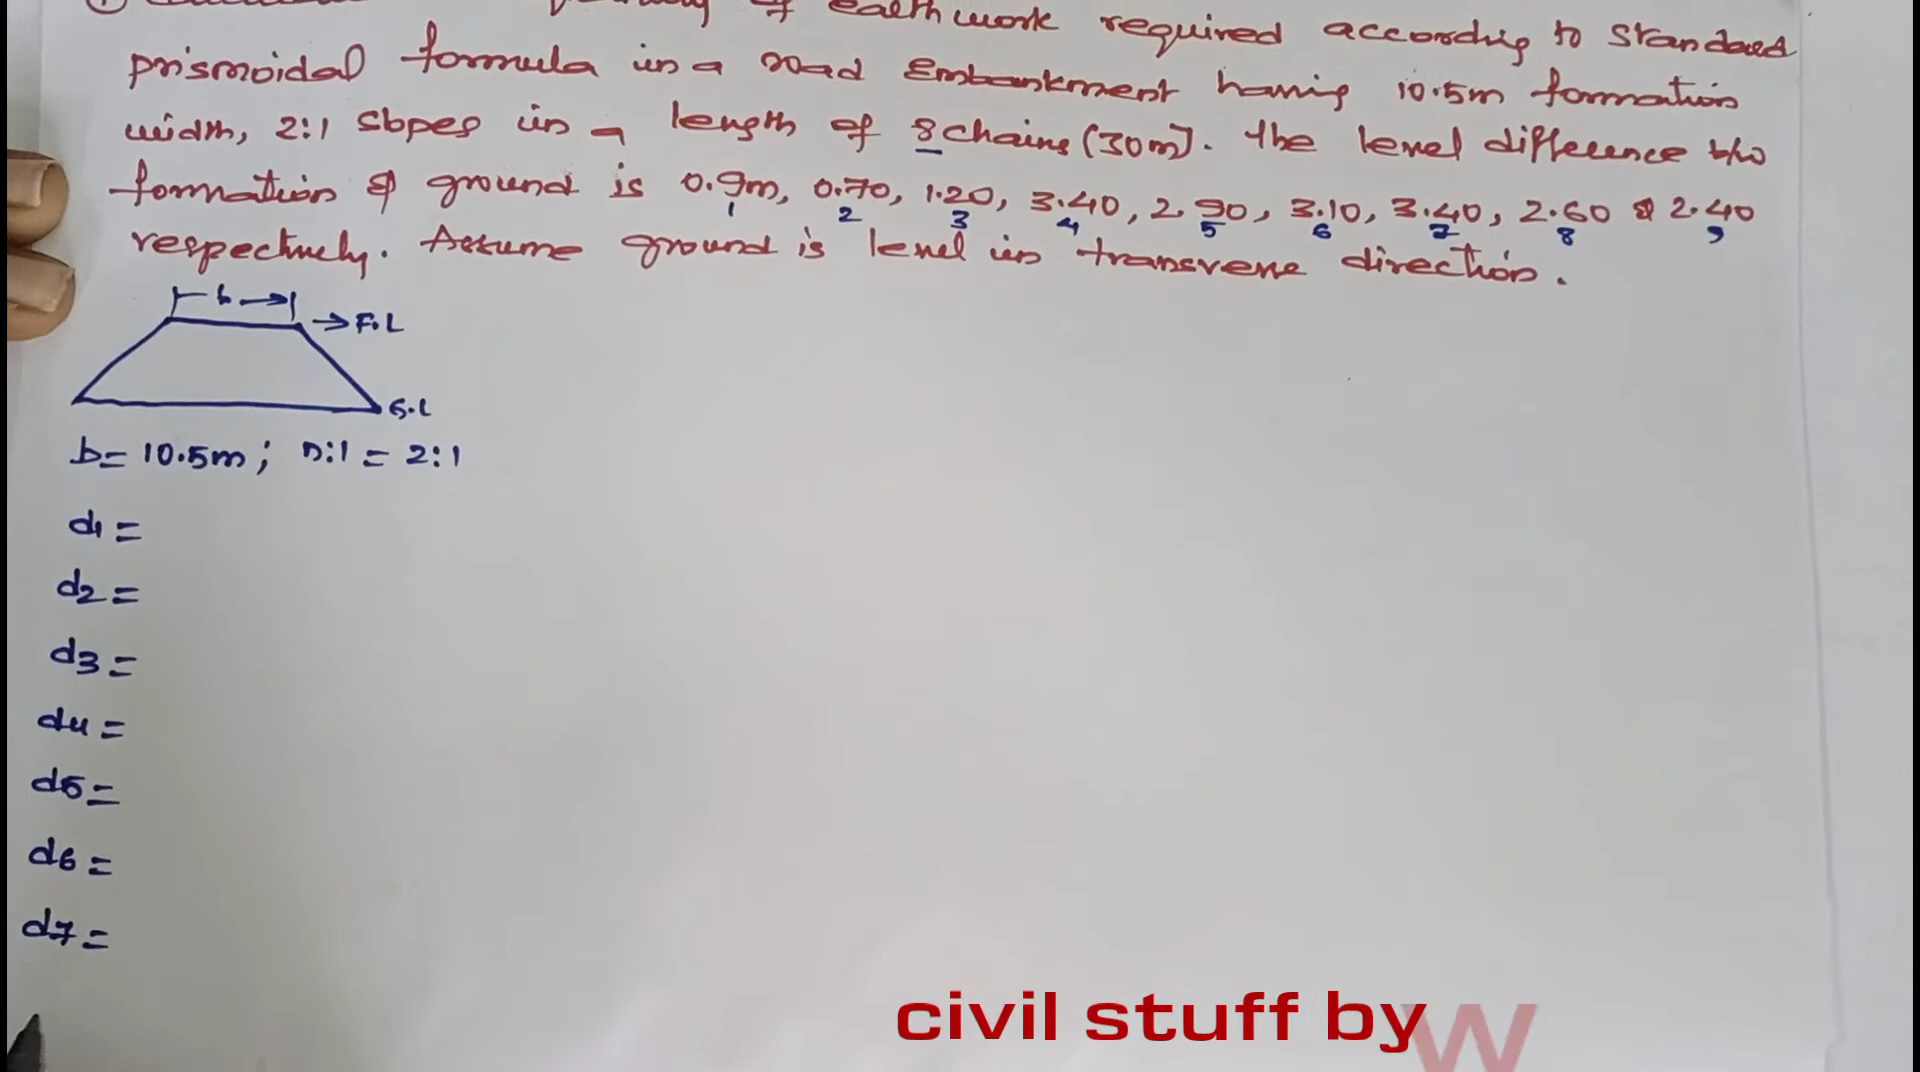 of earthwork required according to standard
prismoidal formula in a road Embankment having 10.5m formation
width, 2:1 slopes in a length of 8 chains (30m). The level difference b/w
formation & ground is 0.9m, 0.70, 1.20, 3.40, 2.90, 3.10, 3.40, 2.60 & 2.40
1 2 3 4 5 6 7 8 9
respectively. Assume ground is level in transverse direction.
b
F.L
G.L
b= 10.5m; n:1 = 2:1
d1=
d2=
d3=
d4=
d5=
d6=
d7=
civil stuff by
W